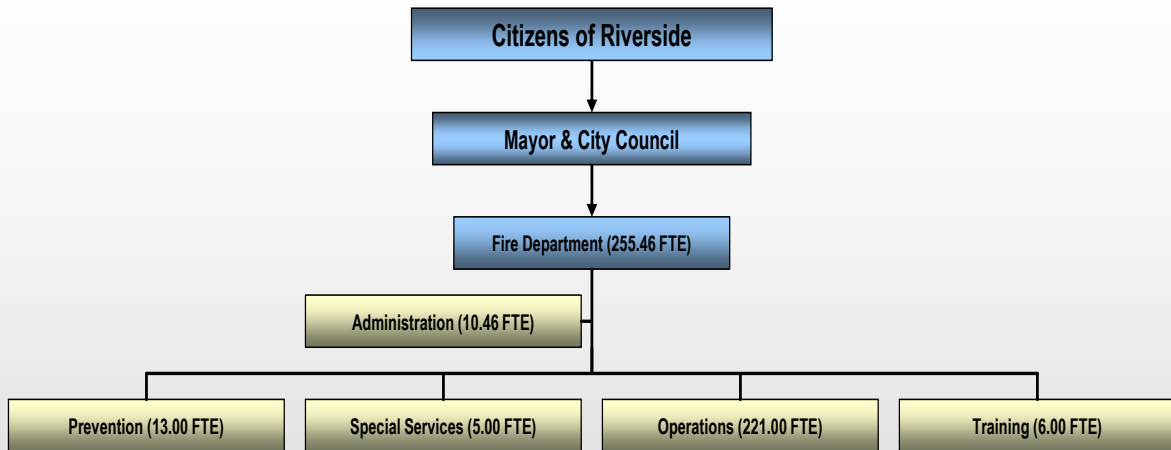 Citizens of Riverside
Mayor & City Council
Fire Department (255.46 FTE)
Administration (10.46 FTE)
Prevention (13.00 FTE)
Special Services (5.00 FTE)
Operations (221.00 FTE)
Training (6.00 FTE)